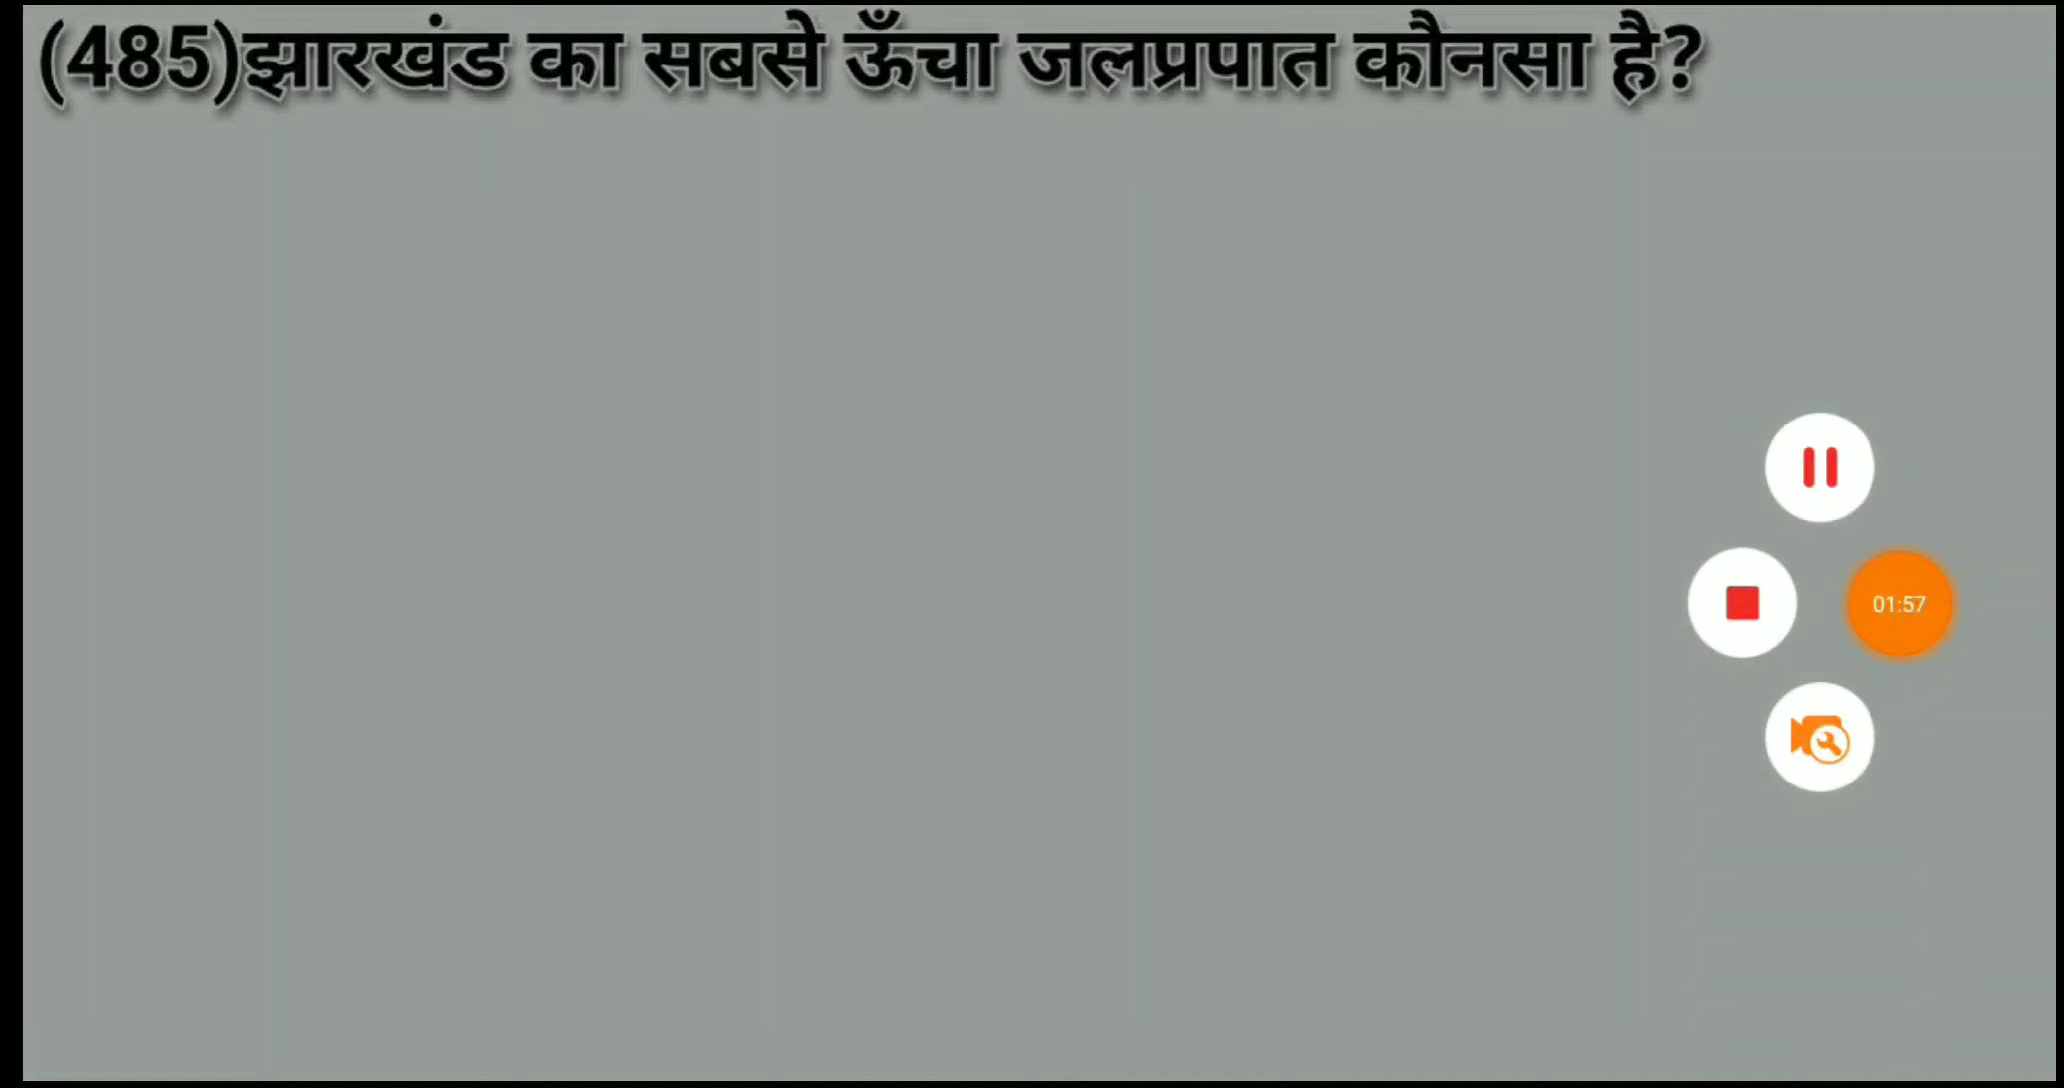 (485)झारखंड का सबसे ऊँचा जलप्रपात कौनसा है?
01:57